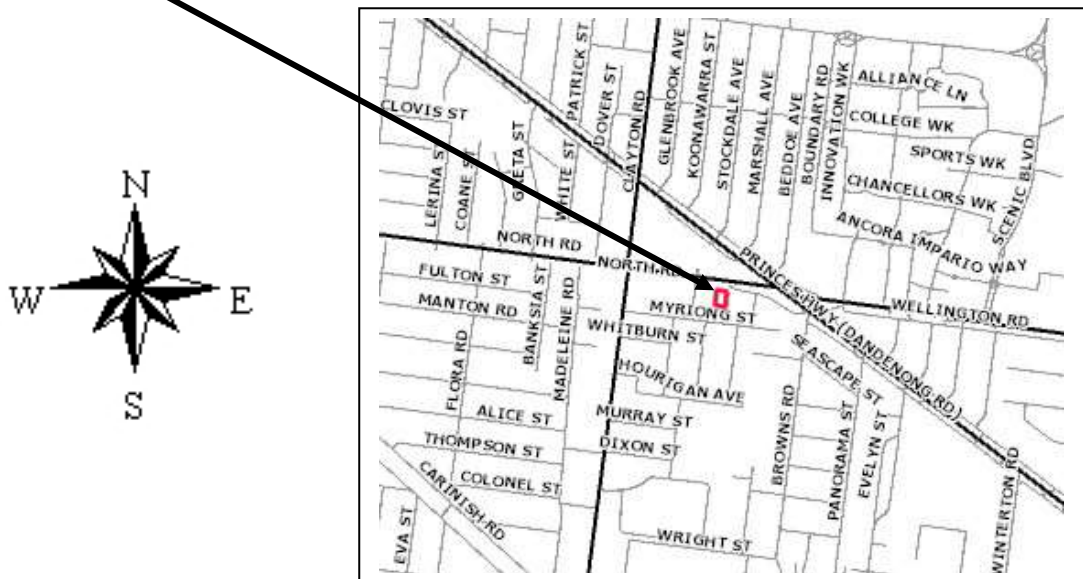 N
W
E
S
CLOVIS ST
LERINA S
COANE ST
GRETA ST
WHITE ST
PATRICK ST
DOVER ST
CLAYTON RD
GLENBROOK AVE
KOONAWARRA ST
STOCKDALE AVE
MARSHALL AVE
BEDDOE AVE
BOUNDARY RD
INNOVATION WK
ALLIANCE LN
COLLEGE WK
SPORTS WK
CHANCELLORS WK
SCENIC BLVD
ANCORA IMPARIO WAY
NORTH RD
NORTH R
PRINCES HWY (DANDENONG RD)
WELLINGTON RD
FULTON ST
MANTON RD
BANKSIA ST
MADELEINE RD
FLORA RD
MYRIONG ST
WHITBURN ST
HOURIGAN AVE
SEASCAPE ST
ALICE ST
MURRAY ST
THOMPSON ST
DIXON ST
BROWNS RD
PANORAMA ST
EVELYN ST
COLONEL ST
CARINISH RD
EVA ST
WRIGHT ST
WINTERTON RD